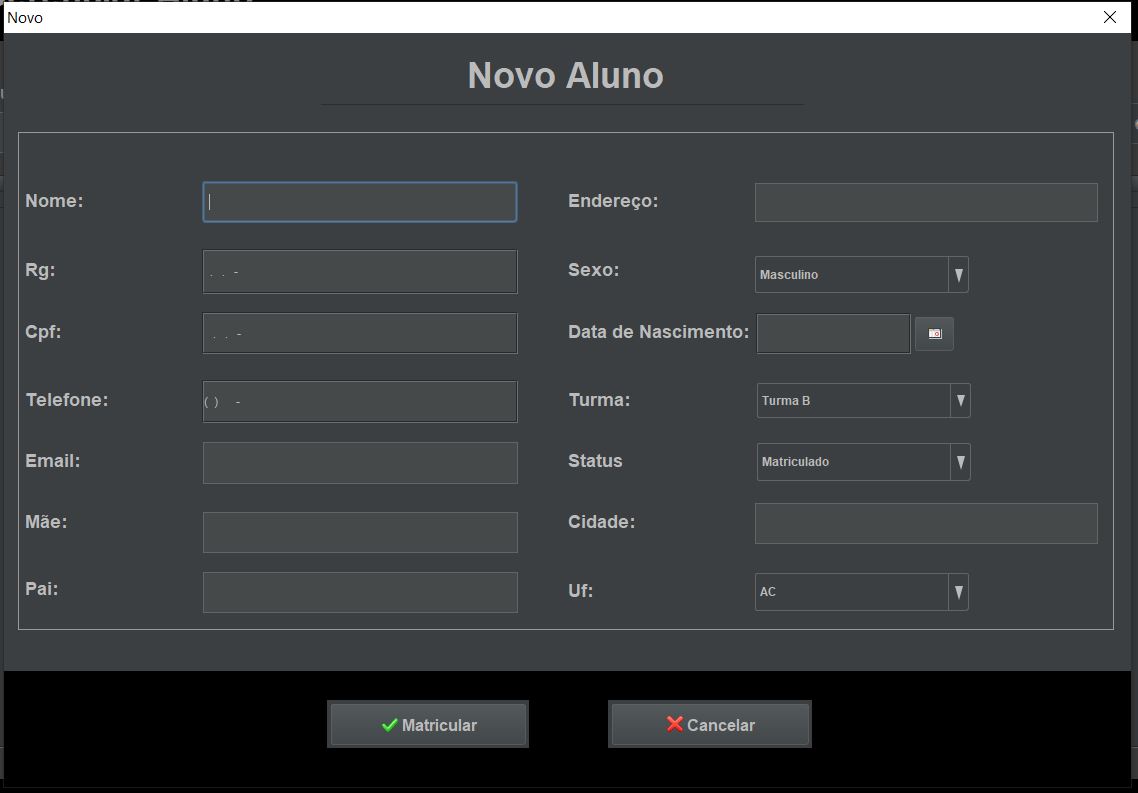 Novo
Novo Aluno
Nome:
Endereço:
Rg:
. . -
Sexo:
Masculino
Cpf:
. . -
Data de Nascimento:
Telefone:
( ) -
Turma:
Turma B
Email:
Status
Matriculado
Mãe:
Cidade:
Pai:
Uf:
AC
Matricular
Cancelar